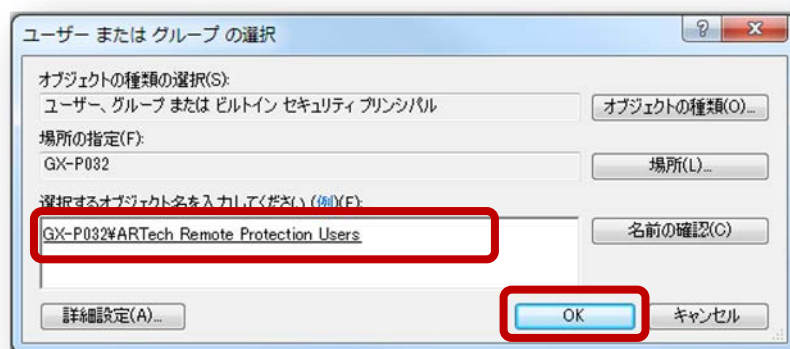 ユーザー または グループ の選択
オブジェクトの種類の選択(S):
ユーザー、グループ または ビルトイン セキュリティ プリンシパル
オブジェクトの種類(O)...
場所の指定(F):
GX-P032
場所(L)...
選択するオブジェクト名を入力してください (例)(E):
GX-P032¥ARTech Remote Protection Users
名前の確認(C)
詳細設定(A)...
OK
キャンセル